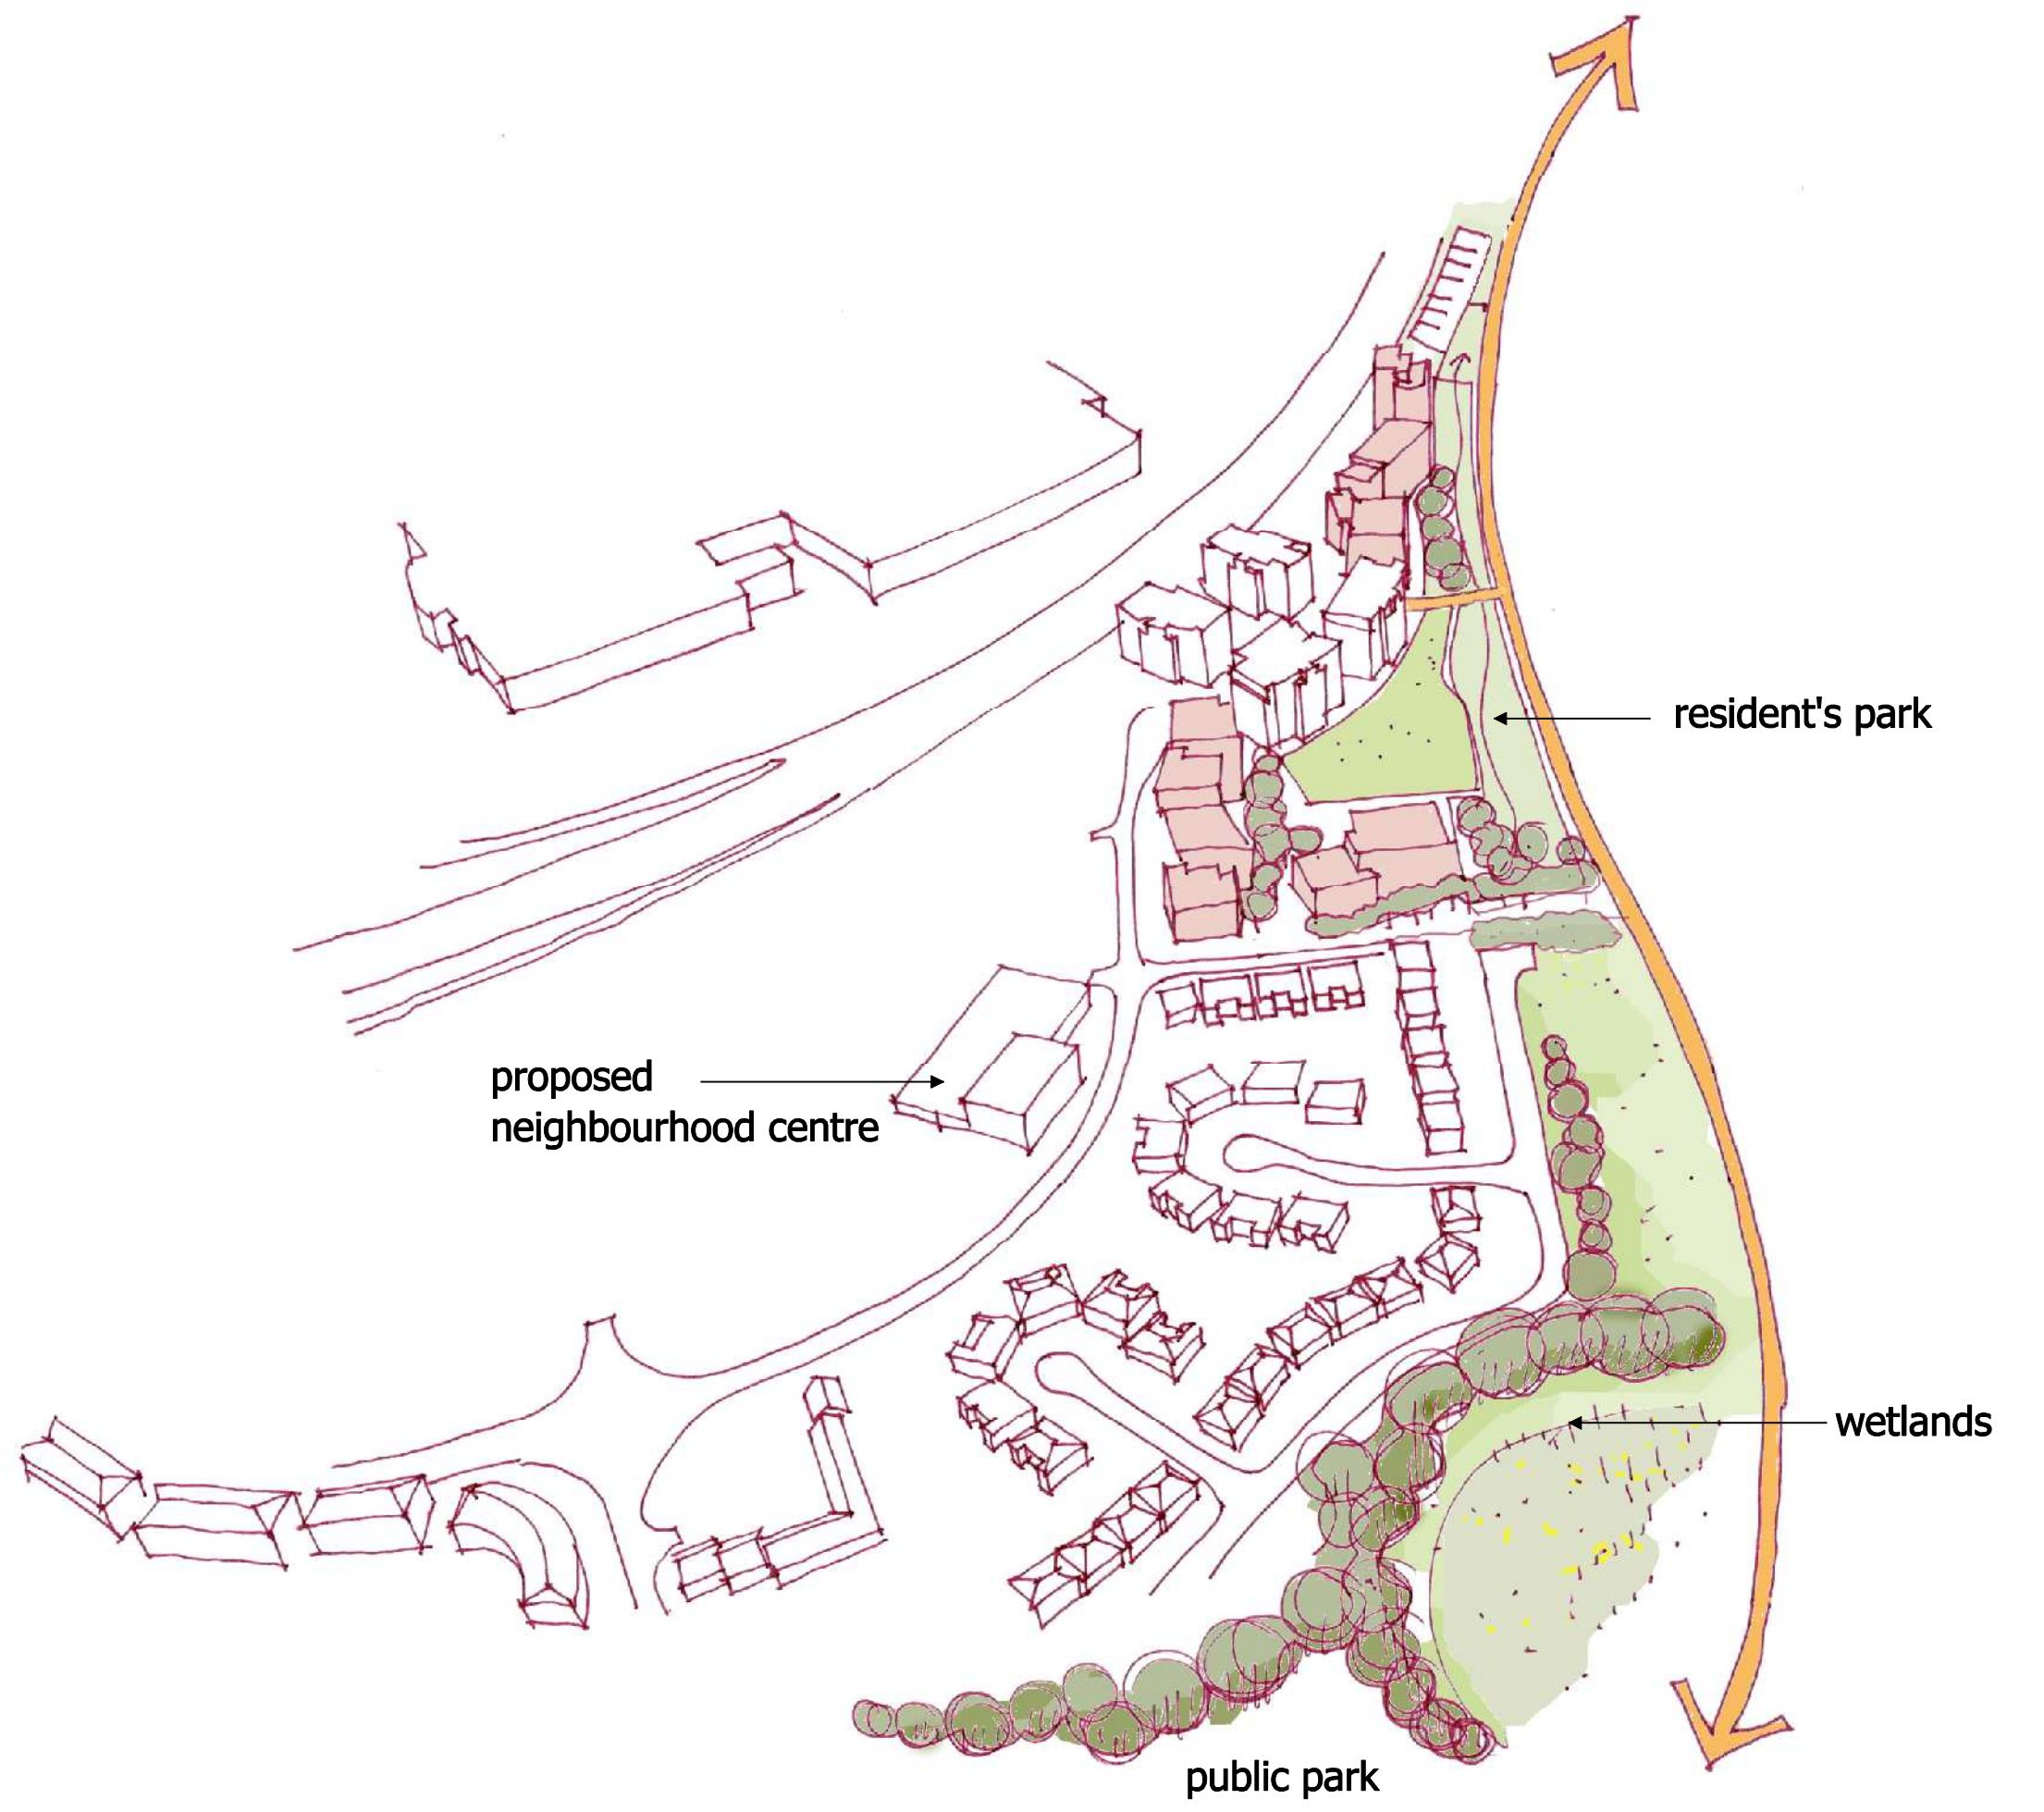 resident's park
proposed
neighbourhood centre
wetlands
public park